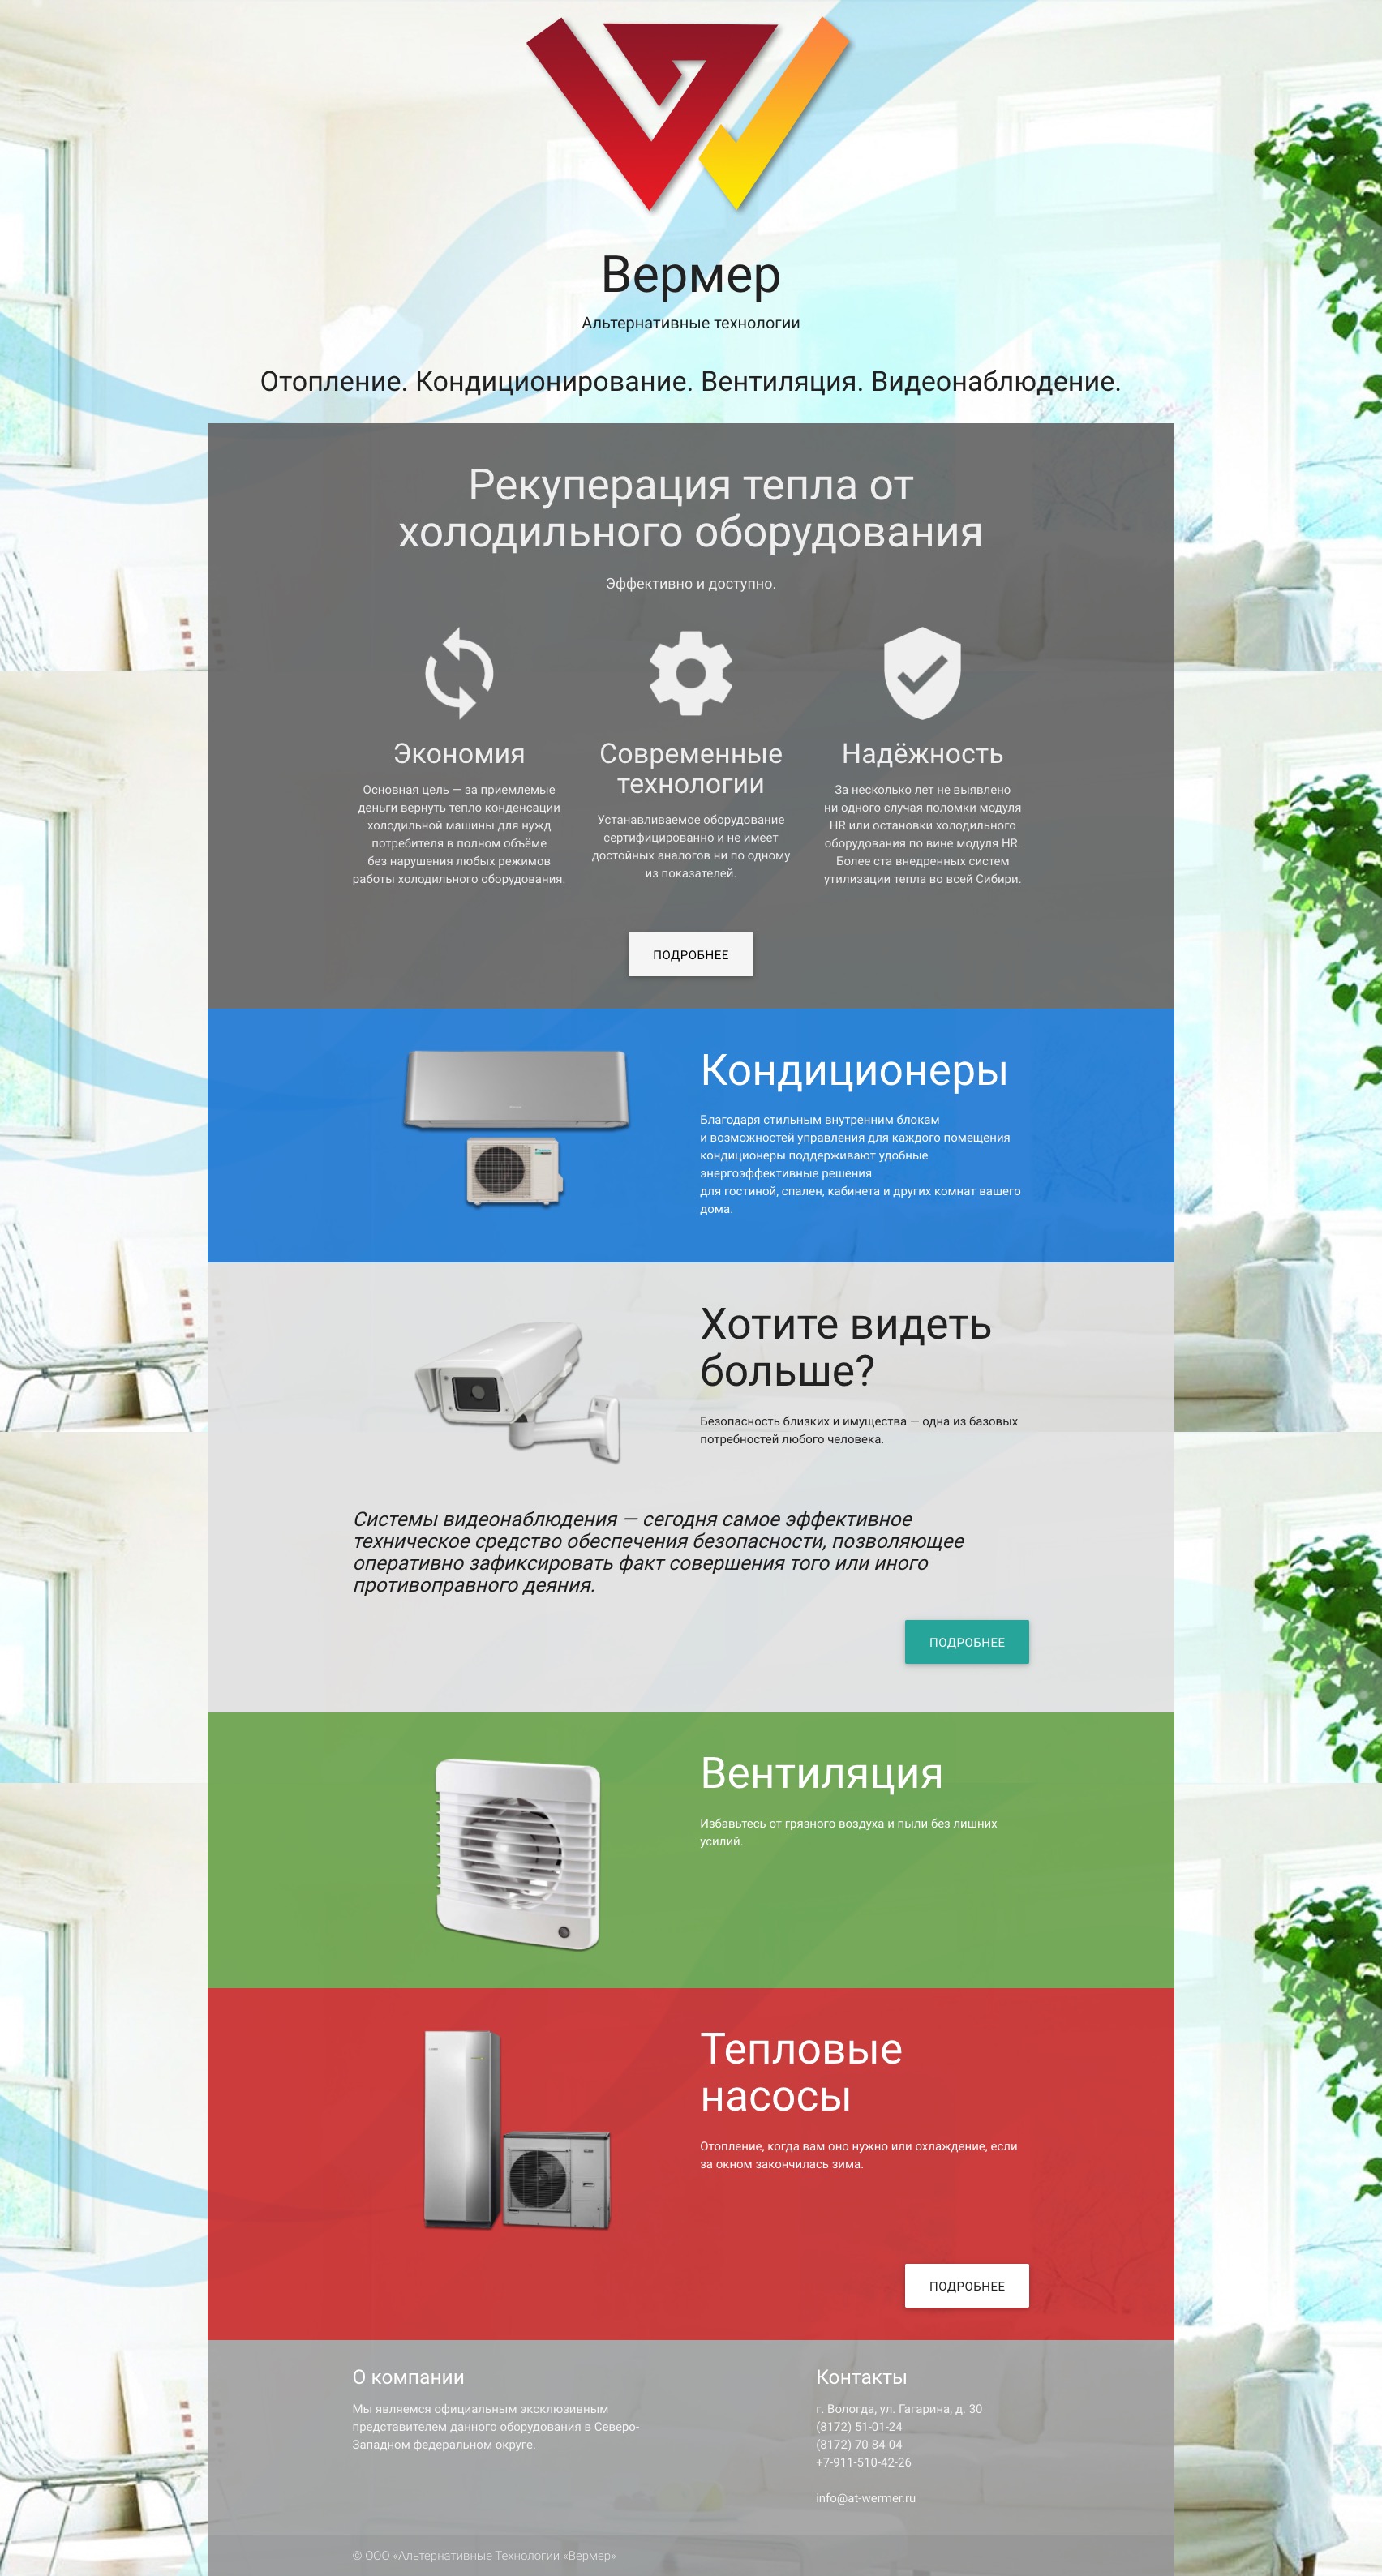 Вермер
Альтернативные технологии
Отопление. Кондиционирование. Вентиляция. Видеонаблюдение.
Рекуперация тепла от
холодильного оборудования
Эффективно и доступно.
Экономия
Основная цель — за приемлемые
деньги вернуть тепло конденсации
холодильной машины для нужд
потребителя в полном объёме
без нарушения любых режимов
работы холодильного оборудования.
Современные
технологии
Устанавливаемое оборудование
сертифицированно и не имеет
достойных аналогов ни по одному
из показателей.
Надёжность
За несколько лет не выявлено
ни одного случая поломки модуля
HR или остановки холодильного
оборудования по вине модуля HR.
Более ста внедренных систем
утилизации тепла во всей Сибири.
ПОДРОБНЕЕ
Кондиционеры
Благодаря стильным внутренним блокам
и возможностей управления для каждого помещения
кондиционеры поддерживают удобные
энергоэффективные решения
для гостиной, спален, кабинета и других комнат вашего
дома.
Хотите видеть
больше?
Безопасность близких и имущества — одна из базовых
потребностей любого человека.
Системы видеонаблюдения — сегодня самое эффективное
техническое средство обеспечения безопасности, позволяющее
оперативно зафиксировать факт совершения того или иного
противоправного деяния.
ПОДРОБНЕЕ
Вентиляция
Избавьтесь от грязного воздуха и пыли без лишних
усилий.
Тепловые
насосы
Отопление, когда вам оно нужно или охлаждение, если
за окном закончилась зима.
ПОДРОБНЕЕ
О компании
Мы являемся официальным эксклюзивным
представителем данного оборудования в Северо-
Западном федеральном округе.
Контакты
г. Вологда, ул. Гагарина, д. 30
(8172) 51-01-24
(8172) 70-84-04
+7-911-510-42-26
info@at-wermer.ru
© ООО «Альтернативные Технологии «Вермер»